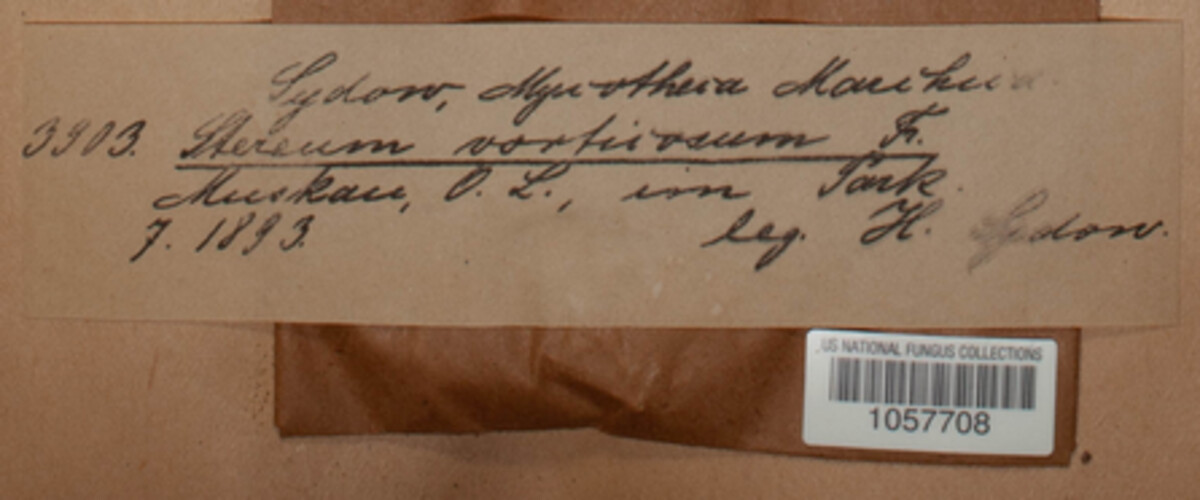 Sydow, Mycotheca Marchica
3903. Stereum vorticosum Fr.
Muskau, O. L., im Park.
7. 1893. leg. H. Sydow.
US NATIONAL FUNGUS COLLECTIONS
1057708